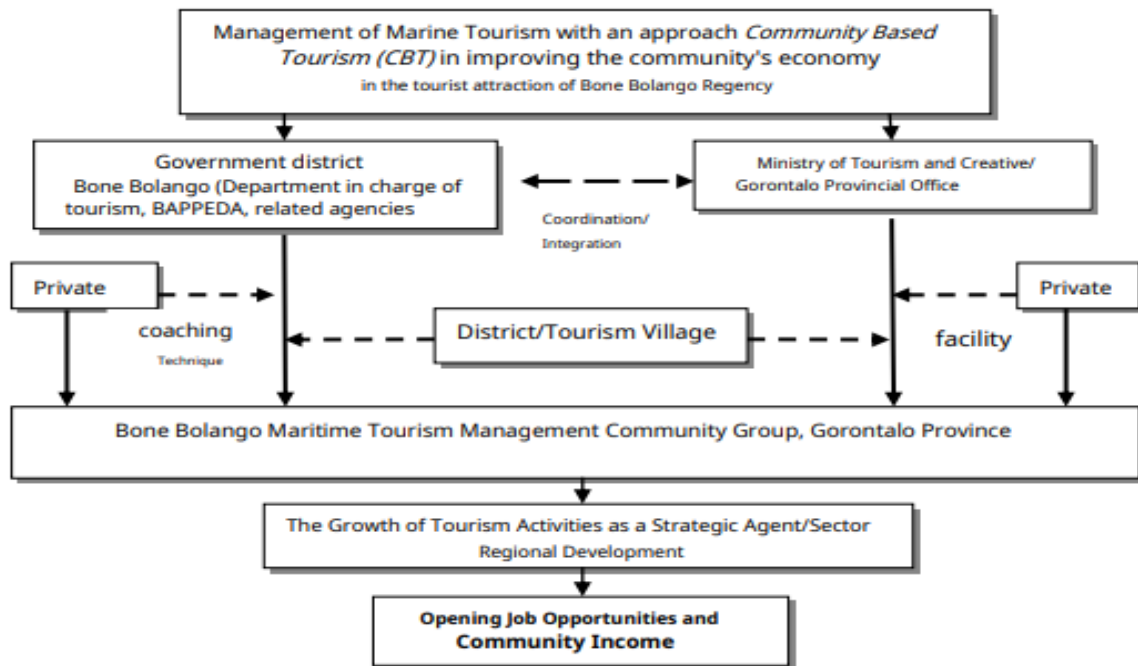 Management of Marine Tourism with an approach Community Based
Tourism (CBT) in improving the community's economy
in the tourist attraction of Bone Bolango Regency
Government district
Bone Bolango (Department in charge of
tourism, BAPPEDA, related agencies
Ministry of Tourism and Creative/
Gorontalo Provincial Office
Coordination/
Integration
Private
coaching
Technique
District/Tourism Village
facility
Private
Bone Bolango Maritime Tourism Management Community Group, Gorontalo Province
The Growth of Tourism Activities as a Strategic Agent/Sector
Regional Development
Opening Job Opportunities and
Community Income